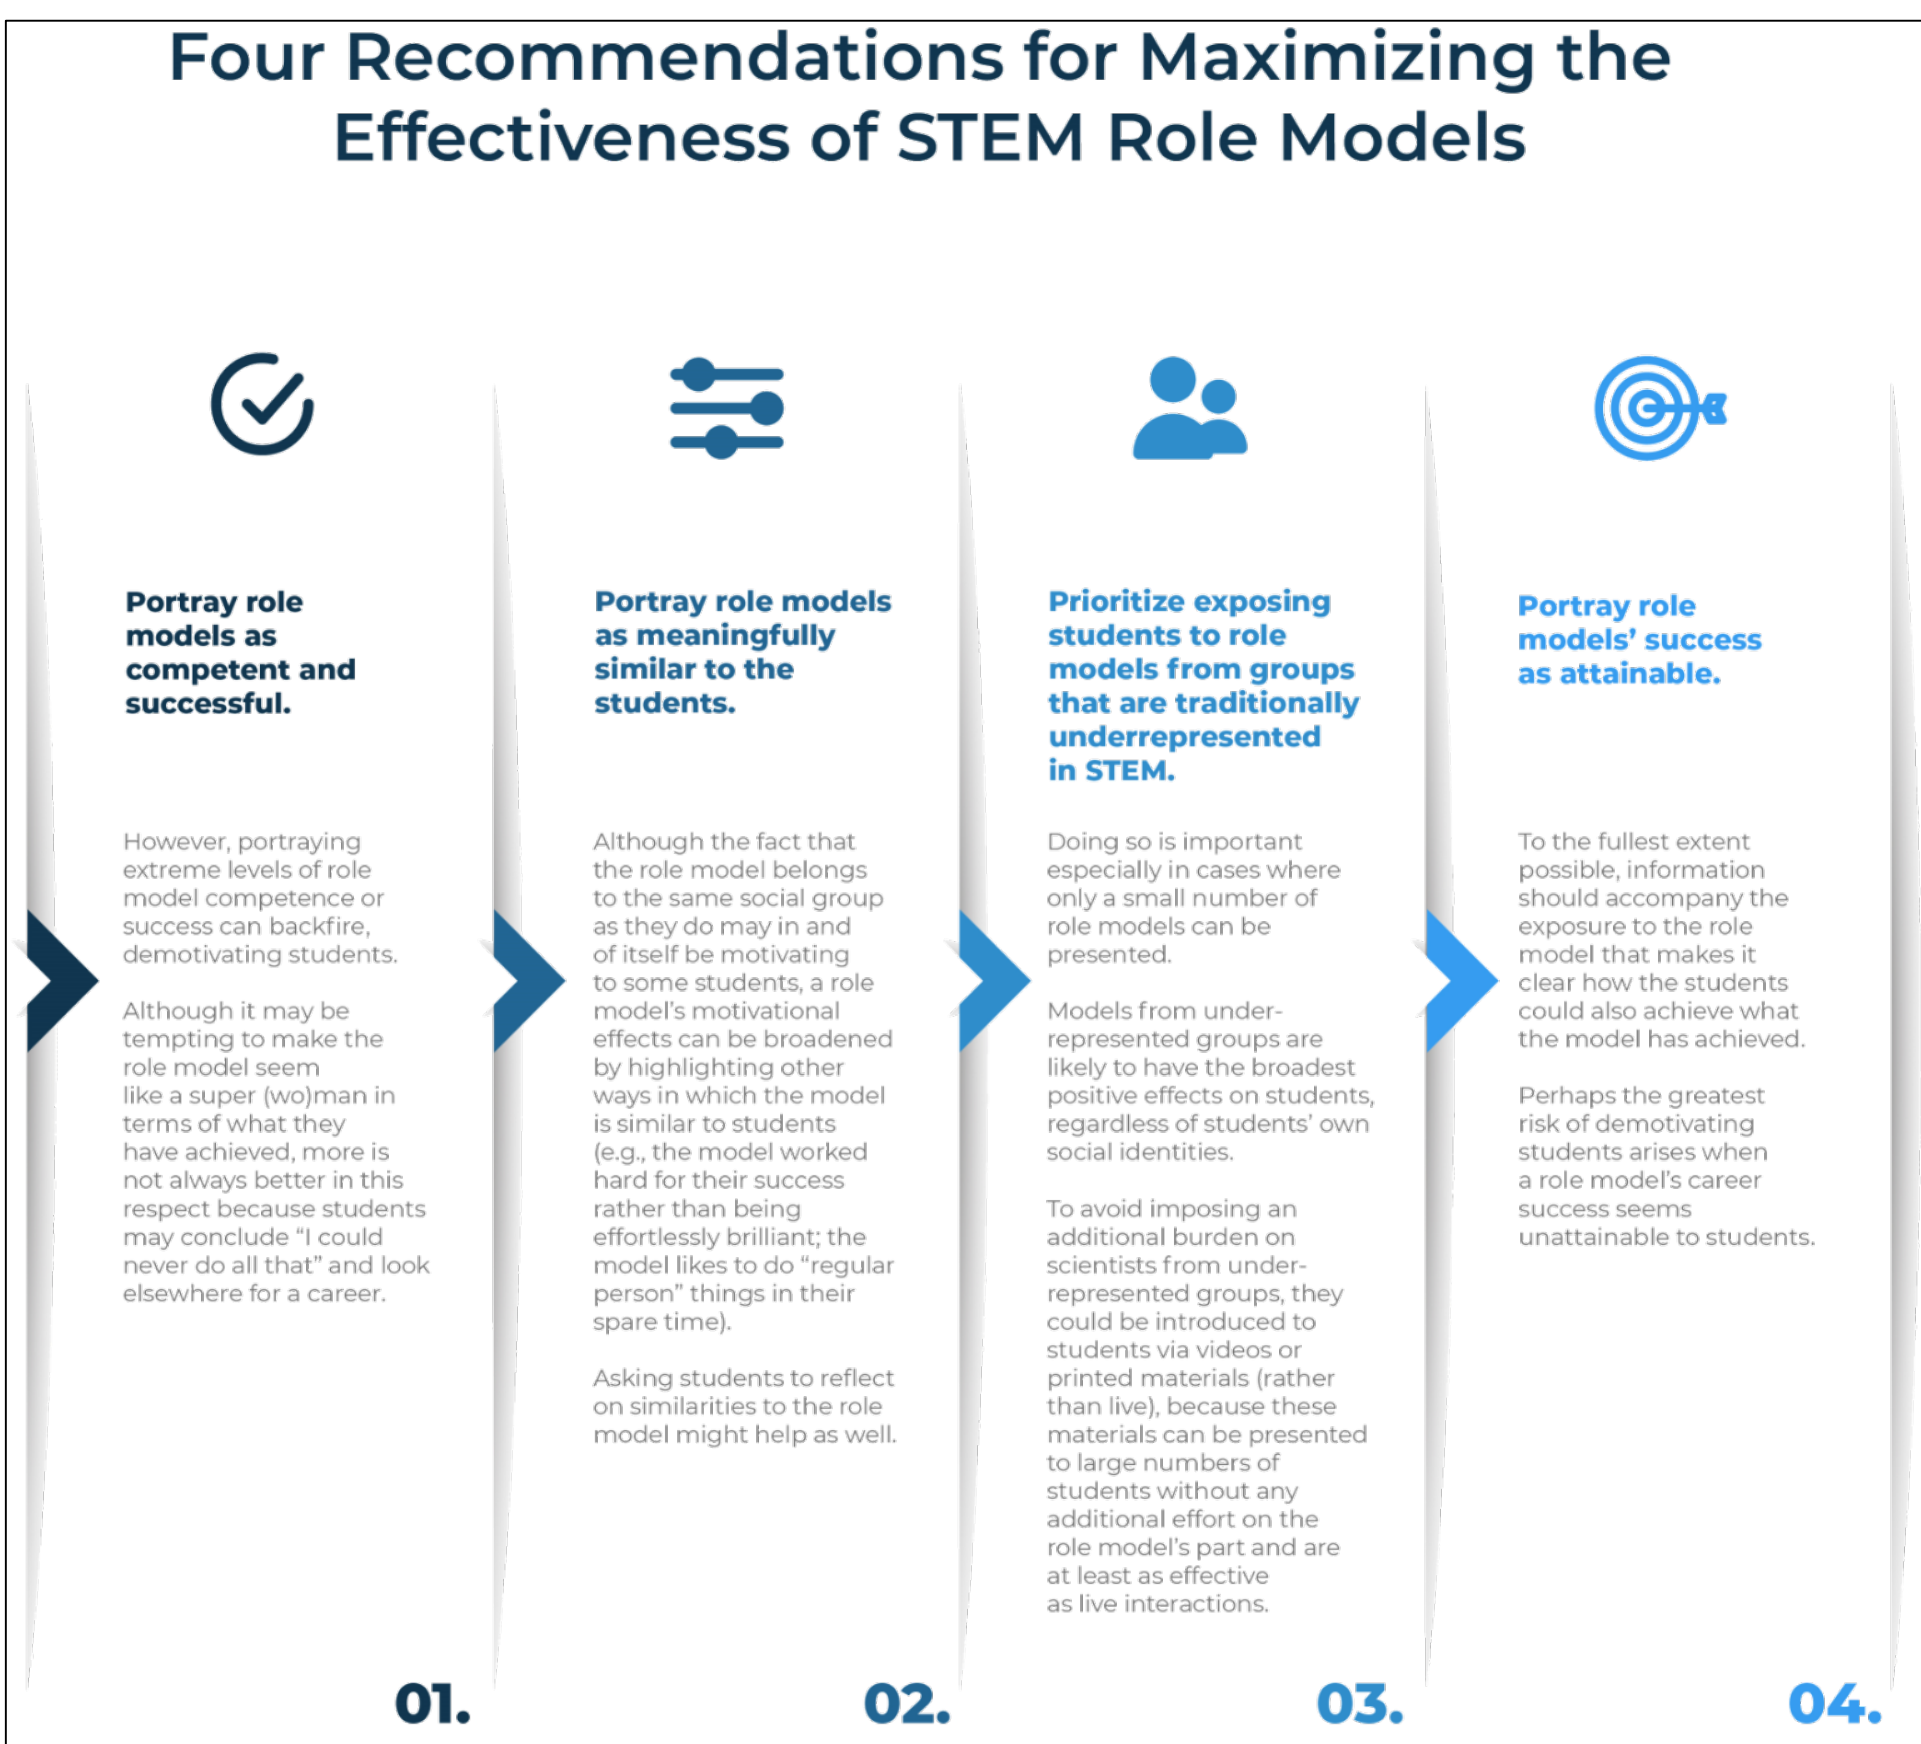 Four Recommendations for Maximizing the
Effectiveness of STEM Role Models
Portray role
models as
competent and
successful.
However, portraying
extreme levels of role
model competence or
success can backfire,
demotivating students.
Although it may be
tempting to make the
role model seem
like a super (wo)man in
terms of what they
have achieved, more is
not always better in this
respect because students
may conclude “I could
never do all that” and look
elsewhere for a career.
01.
Portray role models
as meaningfully
similar to the
students.
Although the fact that
the role model belongs
to the same social group
as they do may in and
of itself be motivating
to some students, a role
model’s motivational
effects can be broadened
by highlighting other
ways in which the model
is similar to students
(e.g., the model worked
hard for their success
rather than being
effortlessly brilliant; the
model likes to do “regular
person” things in their
spare time).
Asking students to reflect
on similarities to the role
model might help as well.
02.
Prioritize exposing
students to role
models from groups
that are traditionally
underrepresented
in STEM.
Doing so is important
especially in cases where
only a small number of
role models can be
presented.
Models from under-
represented groups are
likely to have the broadest
positive effects on students,
regardless of students’ own
social identities.
To avoid imposing an
additional burden on
scientists from under-
represented groups, they
could be introduced to
students via videos or
printed materials (rather
than live), because these
materials can be presented
to large numbers of
students without any
additional effort on the
role model’s part and are
at least as effective
as live interactions.
03.
Portray role
models’ success
as attainable.
To the fullest extent
possible, information
should accompany the
exposure to the role
model that makes it
clear how the students
could also achieve what
the model has achieved.
Perhaps the greatest
risk of demotivating
students arises when
a role model’s career
success seems
unattainable to students.
04.